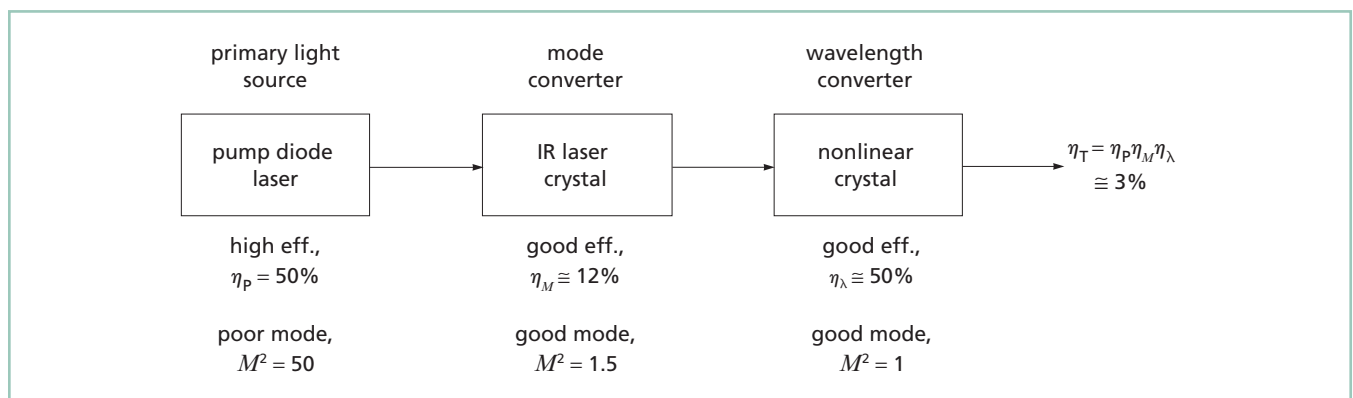 primary light
source
mode
converter
wavelength
converter
pump diode
laser
IR laser
crystal
nonlinear
crystal
η_T = η_P η_M η_λ
≅ 3%
high eff.,
η_P = 50%
good eff.,
η_M ≅ 12%
good eff.,
η_λ ≅ 50%
poor mode,
M² = 50
good mode,
M² = 1.5
good mode,
M² = 1